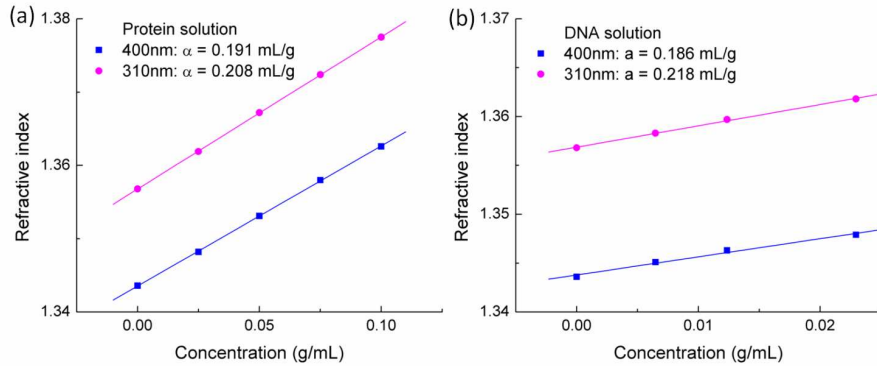 (a)
Protein solution
400nm: α = 0.191 mL/g
310nm: α = 0.208 mL/g
1.38
1.36
1.34
Refractive index
0.00
0.05
0.10
Concentration (g/mL)
(b)
DNA solution
400nm: a = 0.186 mL/g
310nm: a = 0.218 mL/g
1.37
1.36
1.35
1.34
Refractive index
0.00
0.01
0.02
Concentration (g/mL)